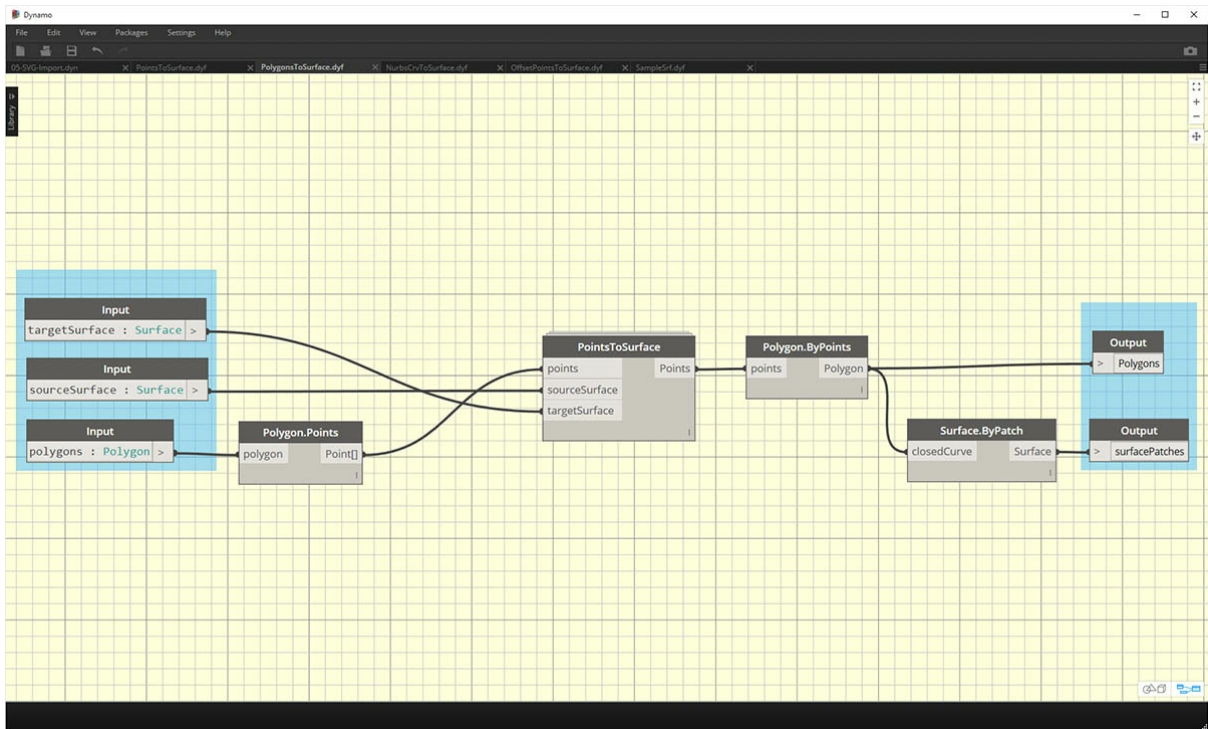 Dynamo
File Edit View Packages Settings Help
05-SVG-Import.dyn PointsToSurface.dyf PolygonsToSurface.dyf NurbsCrvToSurface.dyf OffsetPointsToSurface.dyf SampleSrf.dyf
Library
Input
targetSurface : Surface >
Input
sourceSurface : Surface >
Input
polygons : Polygon >
Polygon.Points
polygon Point[]
PointsToSurface
points Points
sourceSurface
targetSurface
Polygon.ByPoints
points Polygon
Surface.ByPatch
closedCurve Surface
Output
> Polygons
Output
> surfacePatches